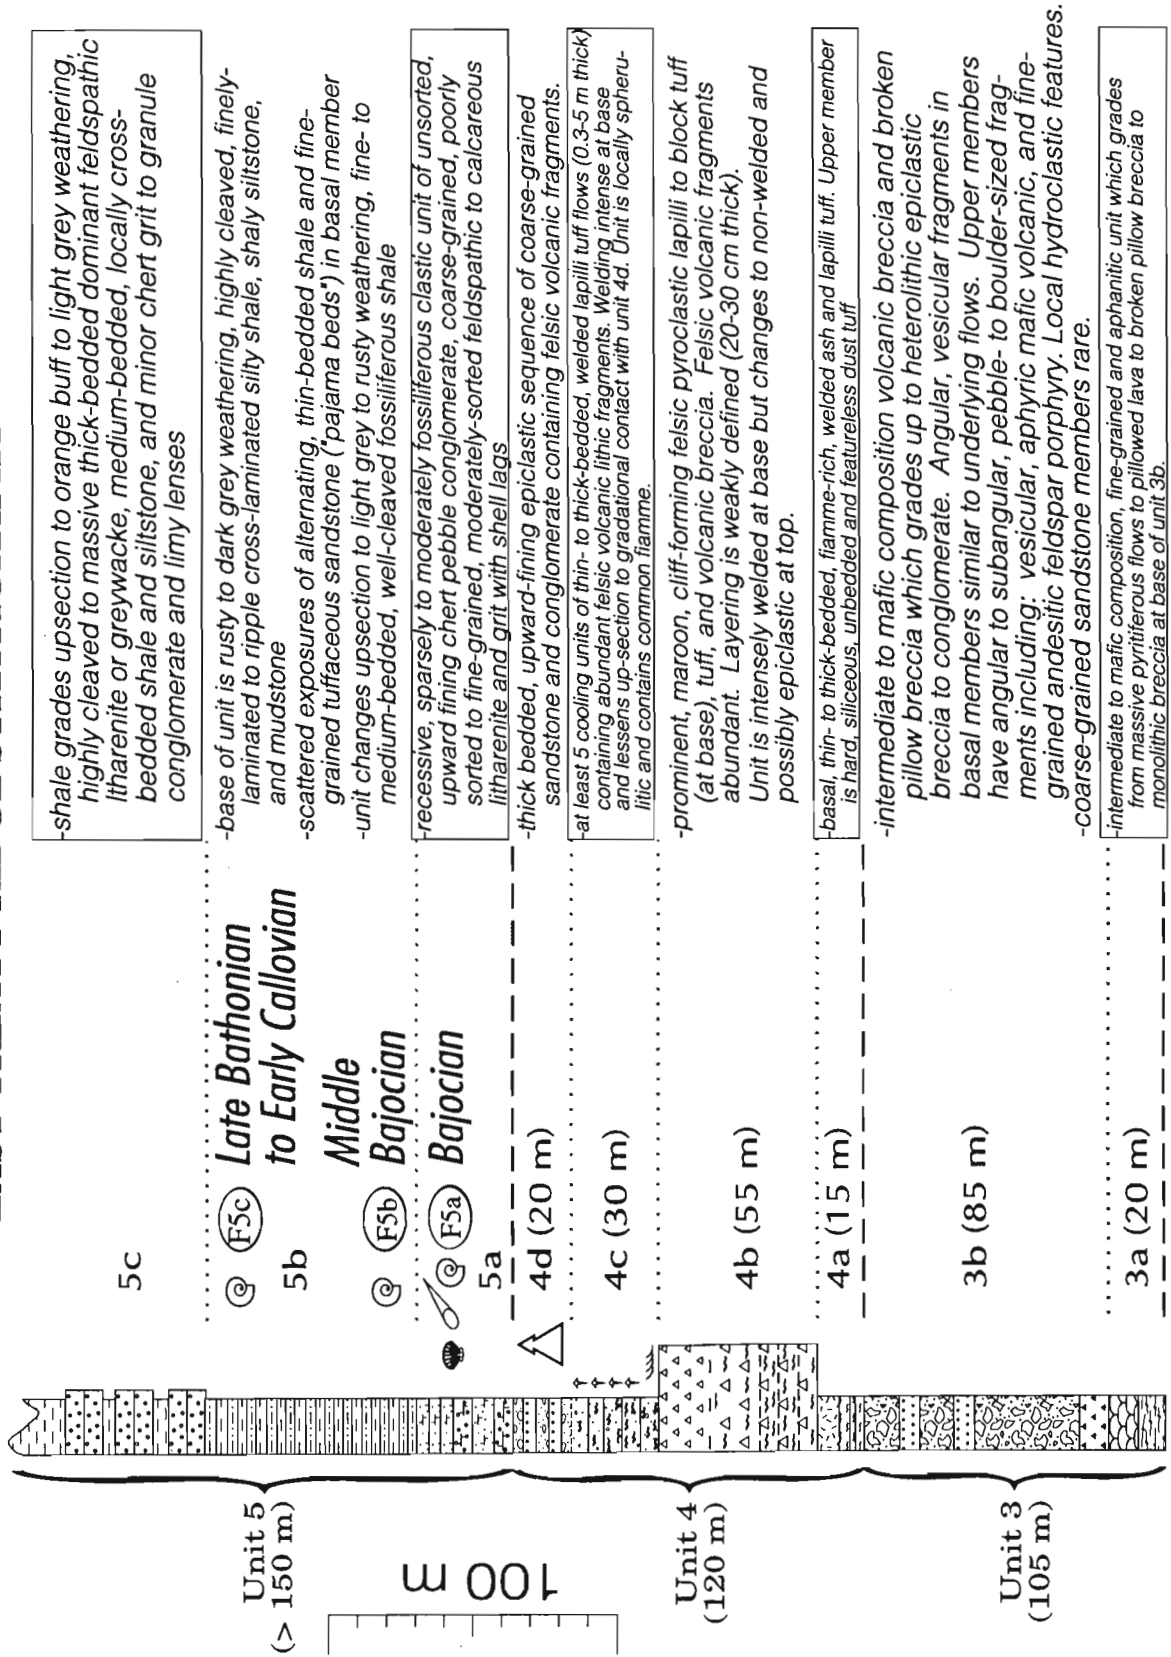 5c
-shale grades upsection to orange buff to light grey weathering,
highly cleaved to massive thick-bedded dominant feldspathic
litharenite or greywacke, medium-bedded, locally cross-
bedded shale and siltstone, and minor chert grit to granule
conglomerate and limy lenses
F5c Late Bathonian
to Early Callovian
5b
Middle
F5b Bajocian
-base of unit is rusty to dark grey weathering, highly cleaved, finely-
laminated to ripple cross-laminated silty shale, shaly siltstone,
and mudstone
-scattered exposures of alternating, thin-bedded shale and fine-
grained tuffaceous sandstone ("pajama beds") in basal member
-unit changes upsection to light grey to rusty weathering, fine- to
medium-bedded, well-cleaved fossiliferous shale
F5a Bajocian
5a
-recessive, sparsely to moderately fossiliferous clastic unit of unsorted,
upward fining chert pebble conglomerate, coarse-grained, poorly
sorted to fine-grained, moderately-sorted feldspathic to calcareous
litharenite and grit with shell lags
Unit 5
(> 150 m)
4d (20 m)
-thick bedded, upward-fining epiclastic sequence of coarse-grained
sandstone and conglomerate containing felsic volcanic fragments.
4c (30 m)
-at least 5 cooling units of thin- to thick-bedded, welded lapilli tuff flows (0.3-5 m thick)
containing abundant felsic volcanic lithic fragments. Welding intense at base
and lessens up-section to gradational contact with unit 4d. Unit is locally spheru-
litic and contains common fiamme.
4b (55 m)
-prominent, maroon, cliff-forming felsic pyroclastic lapilli to block tuff
(at base), tuff, and volcanic breccia. Felsic volcanic fragments
abundant. Layering is weakly defined (20-30 cm thick).
Unit is intensely welded at base but changes to non-welded and
possibly epiclastic at top.
4a (15 m)
-basal, thin- to thick-bedded, fiamme-rich, welded ash and lapilli tuff. Upper member
is hard, sliceous, unbedded and featureless dust tuff
Unit 4
(120 m)
3b (85 m)
-intermediate to mafic composition volcanic breccia and broken
pillow breccia which grades up to heterolithic epiclastic
breccia to conglomerate. Angular, vesicular fragments in
basal members similar to underlying flows. Upper members
have angular to subangular, pebble- to boulder-sized frag-
ments including: vesicular, aphyric mafic volcanic, and fine-
grained andesitic feldspar porphyry. Local hydroclastic features.
-coarse-grained sandstone members rare.
3a (20 m)
-intermediate to mafic composition, fine-grained and aphanitic unit which grades
from massive pyritiferous flows to pillowed lava to broken pillow breccia to
monolithic breccia at base of unit 3b.
Unit 3
(105 m)
100 m